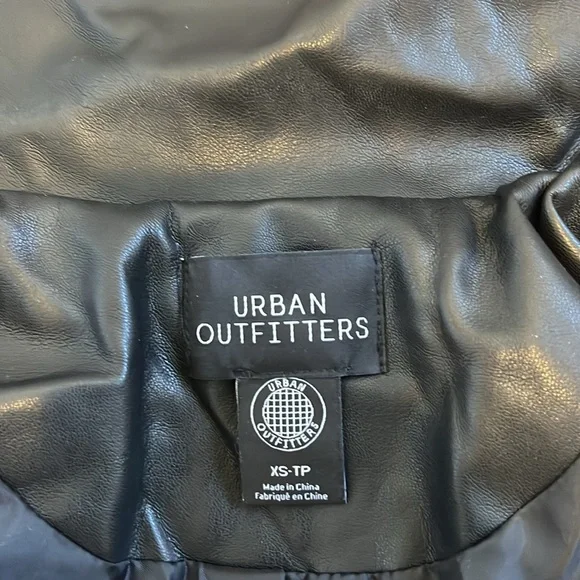 URBAN
OUTFITTERS
URBAN
OUTFITTERS
XS-TP
Made in China
Fabriqué en Chine